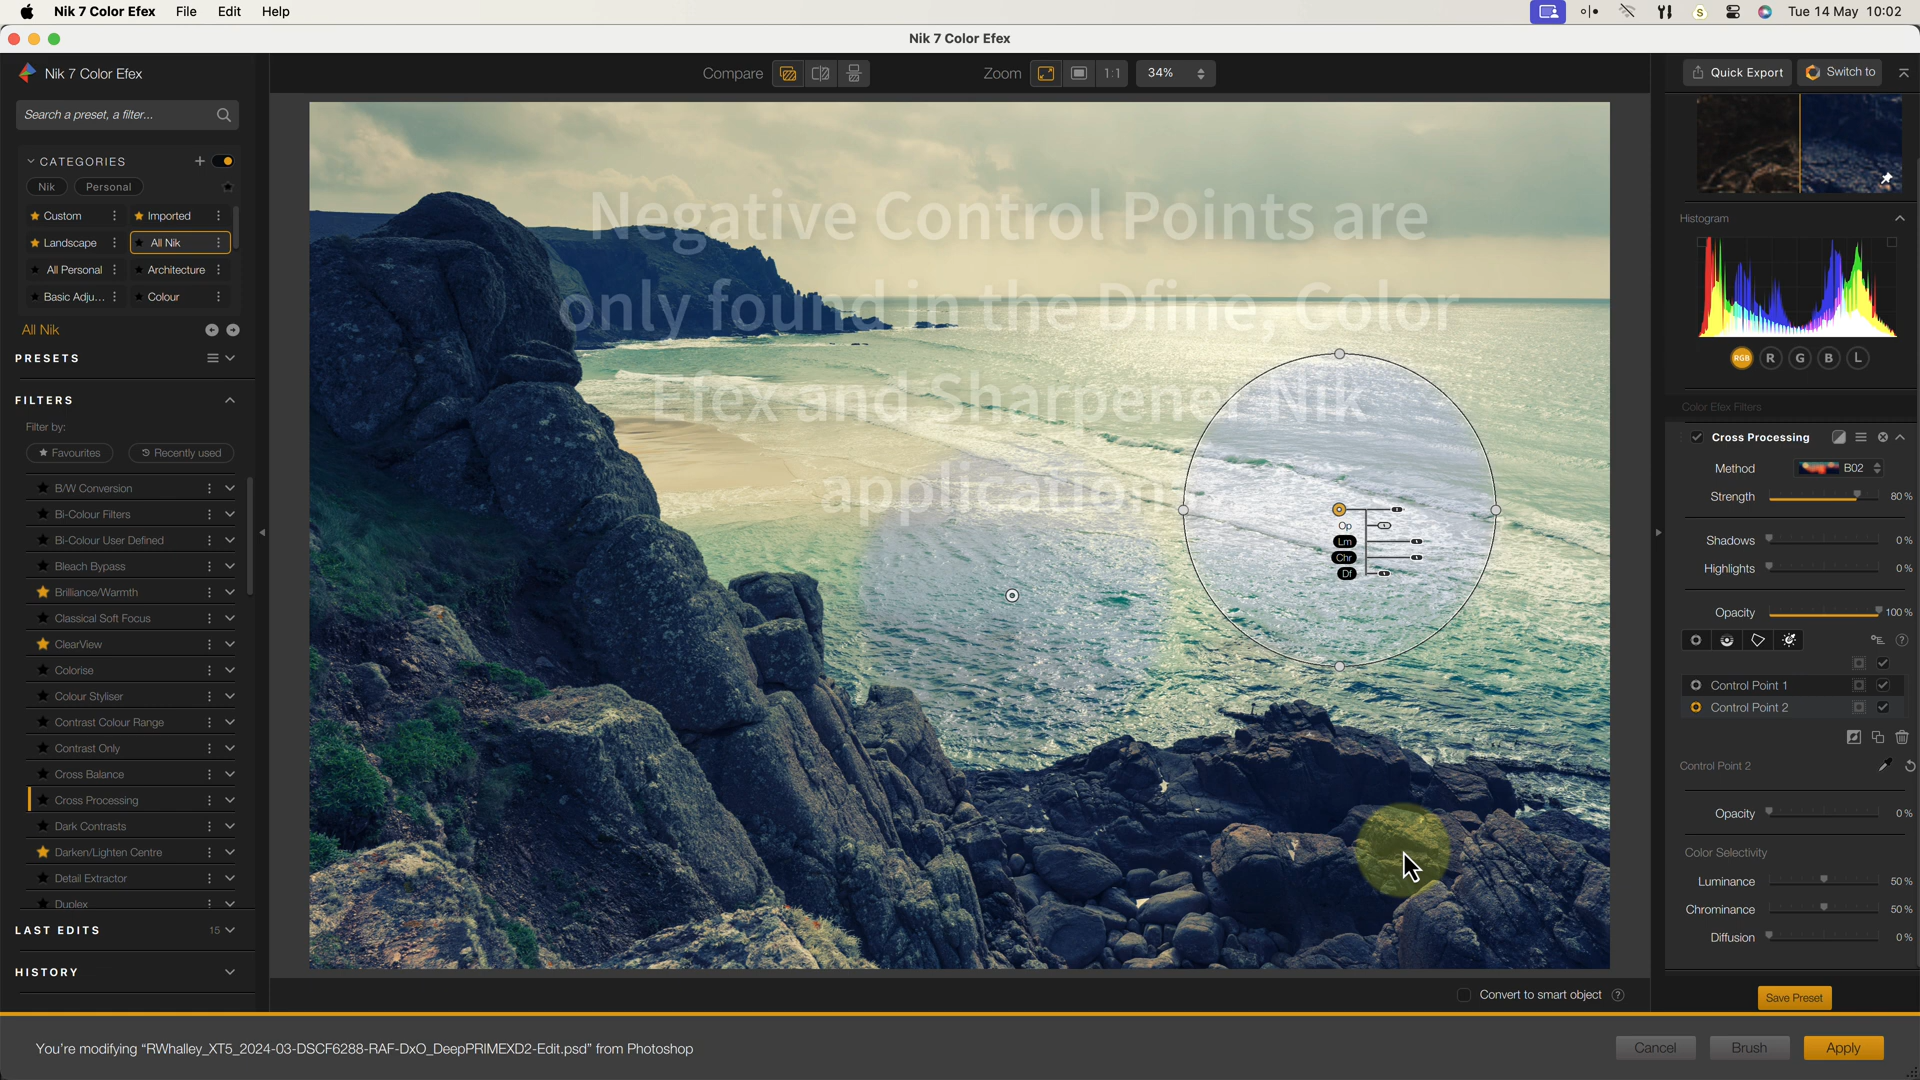 Nik 7 Color Efex File Edit Help
S Tue 14 May 10:02
Nik 7 Color Efex
Nik 7 Color Efex
Compare Zoom 1:1 34%
Quick Export Switch to
Search a preset, a filter...
CATEGORIES
Nik Personal
Custom Imported
Landscape All Nik
All Personal Architecture
Basic Adju... Colour
All Nik
PRESETS
FILTERS
Filter by:
Favourites Recently used
B/W Conversion
Bi-Colour Filters
Bi-Colour User Defined
Bleach Bypass
Brilliance/Warmth
Classical Soft Focus
ClearView
Colorise
Colour Styliser
Contrast Colour Range
Contrast Only
Cross Balance
Cross Processing
Dark Contrasts
Darken/Lighten Centre
Detail Extractor
Duplex
LAST EDITS 15
HISTORY
Negative Control Points are
only found in the Dfine, Color
Efex and Sharpener Nik
applications.
Op
Lm
Chr
Df
Histogram
RGB R G B L
Color Efex Filters
Cross Processing
Method B02
Strength 80%
Shadows 0%
Highlights 0%
Opacity 100%
Control Point 1
Control Point 2
Control Point 2
Opacity 0%
Color Selectivity
Luminance 50%
Chrominance 50%
Diffusion 0%
Convert to smart object ?
Save Preset
You're modifying "RWhalley_XT5_2024-03-DSCF6288-RAF-DxO_DeepPRIMEXD2-Edit.psd" from Photoshop
Cancel Brush Apply